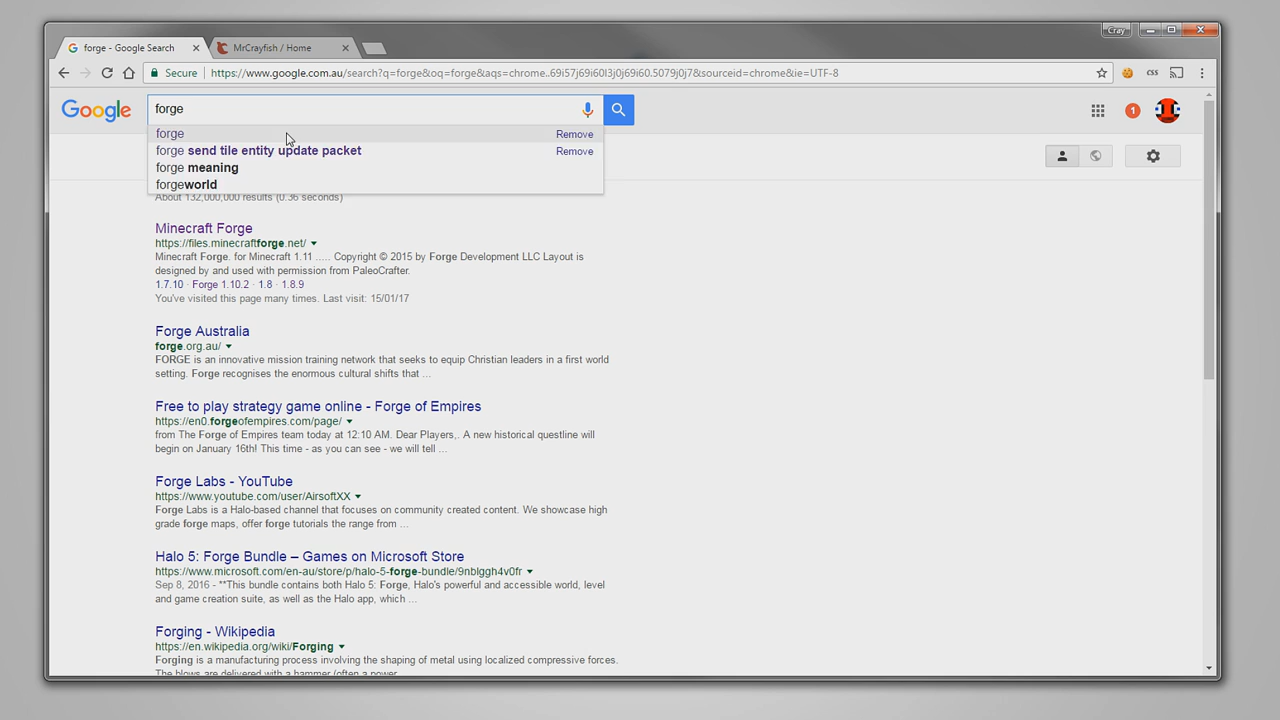 Cray
forge - Google Search
MrCrayfish / Home
Secure
https://www.google.com.au/search?q=forge&oq=forge&aqs=chrome..69i57j69i60l3j0j69i60.5079j0j7&sourceid=chrome&ie=UTF-8
CSS
Google
forge
1
forge Remove
forge send tile entity update packet Remove
forge meaning
forgeworld
About 132,000,000 results (0.36 seconds)
Minecraft Forge
https://files.minecraftforge.net/
Minecraft Forge. for Minecraft 1.11 ..... Copyright © 2015 by Forge Development LLC Layout is
designed by and used with permission from PaleoCrafter.
1.7.10 · Forge 1.10.2 · 1.8 · 1.8.9
You've visited this page many times. Last visit: 15/01/17
Forge Australia
forge.org.au/
FORGE is an innovative mission training network that seeks to equip Christian leaders in a first world
setting. Forge recognises the enormous cultural shifts that ...
Free to play strategy game online - Forge of Empires
https://en0.forgeofempires.com/page/
from The Forge of Empires team today at 12:10 AM. Dear Players,. A new historical questline will
begin on January 16th! This time - as you can see - we will tell ...
Forge Labs - YouTube
https://www.youtube.com/user/AirsoftXX
Forge Labs is a Halo-based channel that focuses on community created content. We showcase high
grade forge maps, offer forge tutorials the range from ...
Halo 5: Forge Bundle – Games on Microsoft Store
https://www.microsoft.com/en-au/store/p/halo-5-forge-bundle/9nblggh4v0fr
Sep 8, 2016 - **This bundle contains both Halo 5: Forge, Halo's powerful and accessible world, level
and game creation suite, as well as the Halo app, which ...
Forging - Wikipedia
https://en.wikipedia.org/wiki/Forging
Forging is a manufacturing process involving the shaping of metal using localized compressive forces.
The blows are delivered with a hammer (often a power